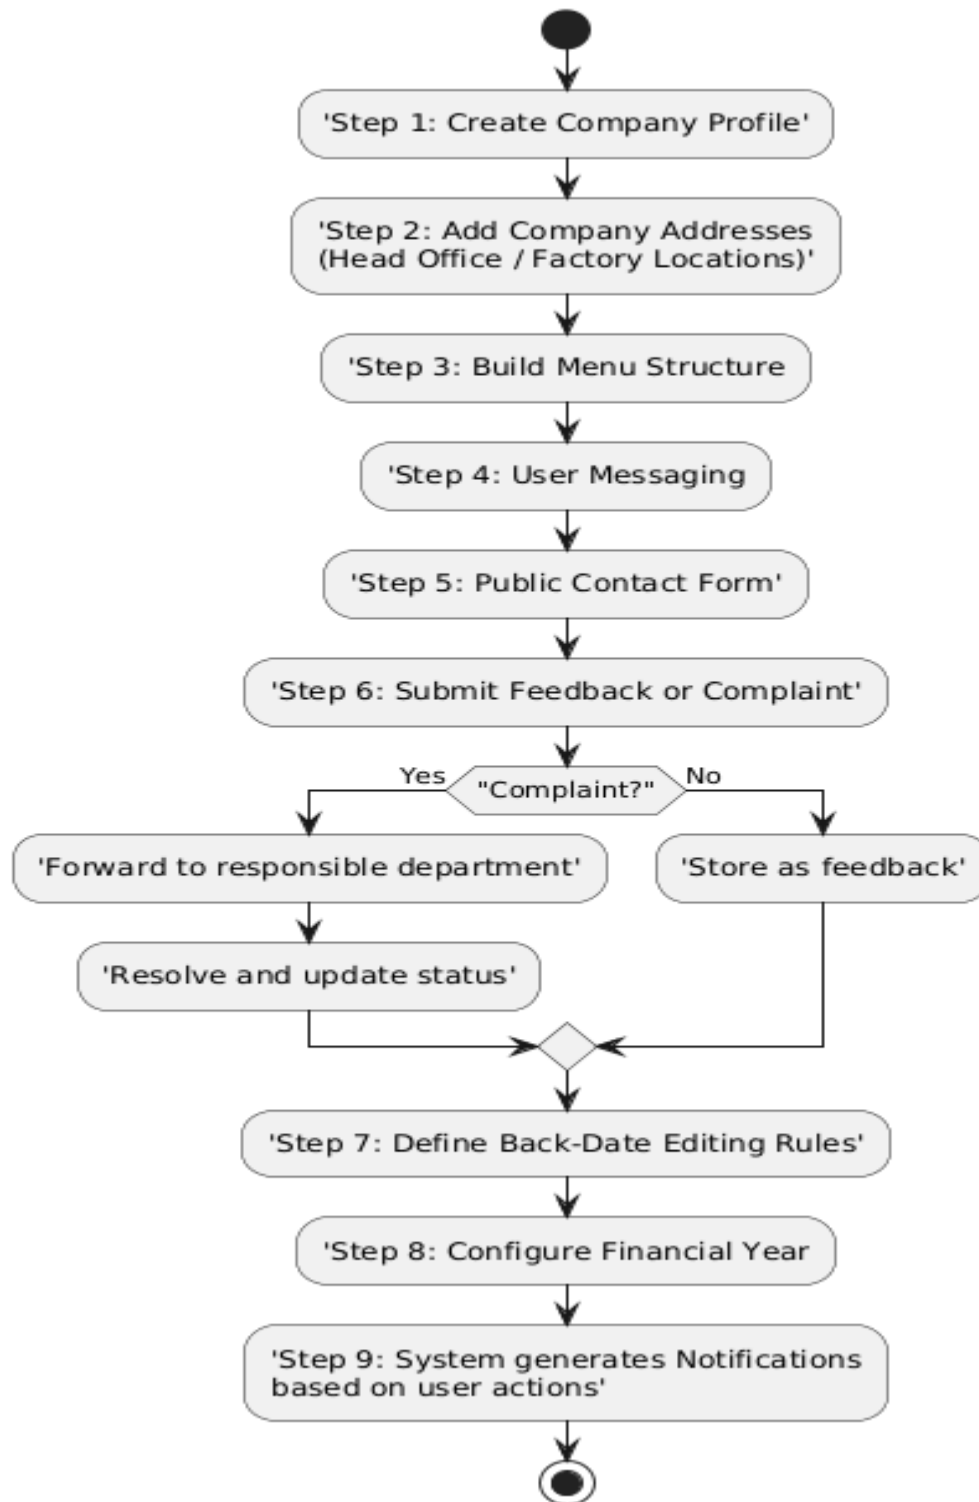 'Step 1: Create Company Profile'
'Step 2: Add Company Addresses
(Head Office / Factory Locations)'
'Step 3: Build Menu Structure
'Step 4: User Messaging
'Step 5: Public Contact Form'
'Step 6: Submit Feedback or Complaint'
Yes
"Complaint?"
No
'Forward to responsible department'
'Store as feedback'
'Resolve and update status'
'Step 7: Define Back-Date Editing Rules'
'Step 8: Configure Financial Year
'Step 9: System generates Notifications
based on user actions'